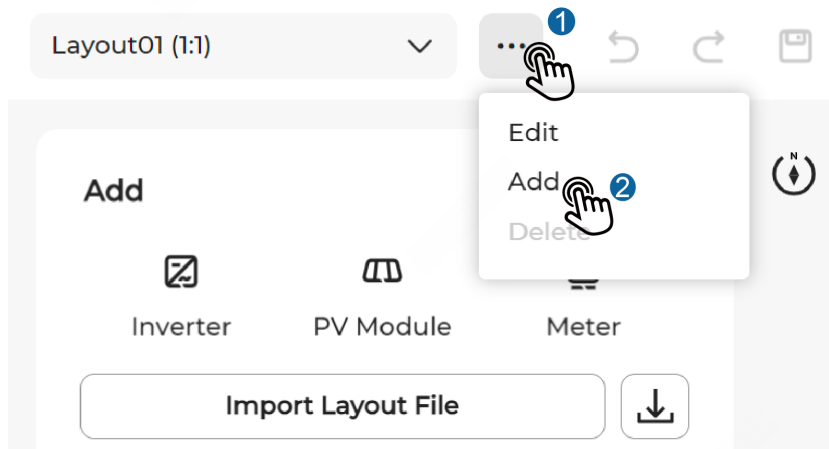 Layout01 (1:1)
... 1
Edit
N
Add 2
Add
Delete
Inverter PV Module Meter
Import Layout File